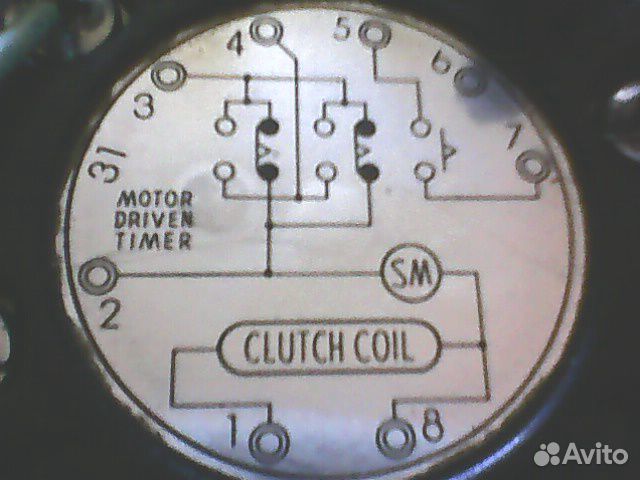 4
5
3
6
7
31
MOTOR
DRIVEN
TIMER
2
SM
CLUTCH COIL
1
8
Avito